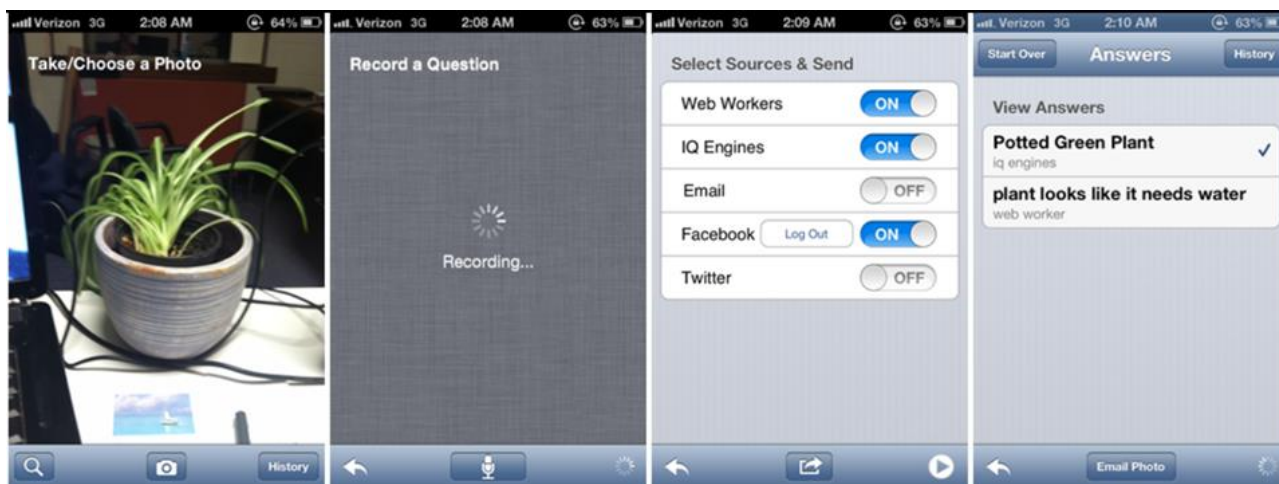 Verizon 3G 2:08 AM 64%
Take/Choose a Photo
History
Verizon 3G 2:08 AM 63%
Record a Question
Recording...
Verizon 3G 2:09 AM 63%
Select Sources & Send
Web Workers ON
IQ Engines ON
Email OFF
Facebook Log Out ON
Twitter OFF
Verizon 3G 2:10 AM 63%
Start Over Answers History
View Answers
Potted Green Plant
iq engines
plant looks like it needs water
web worker
Email Photo